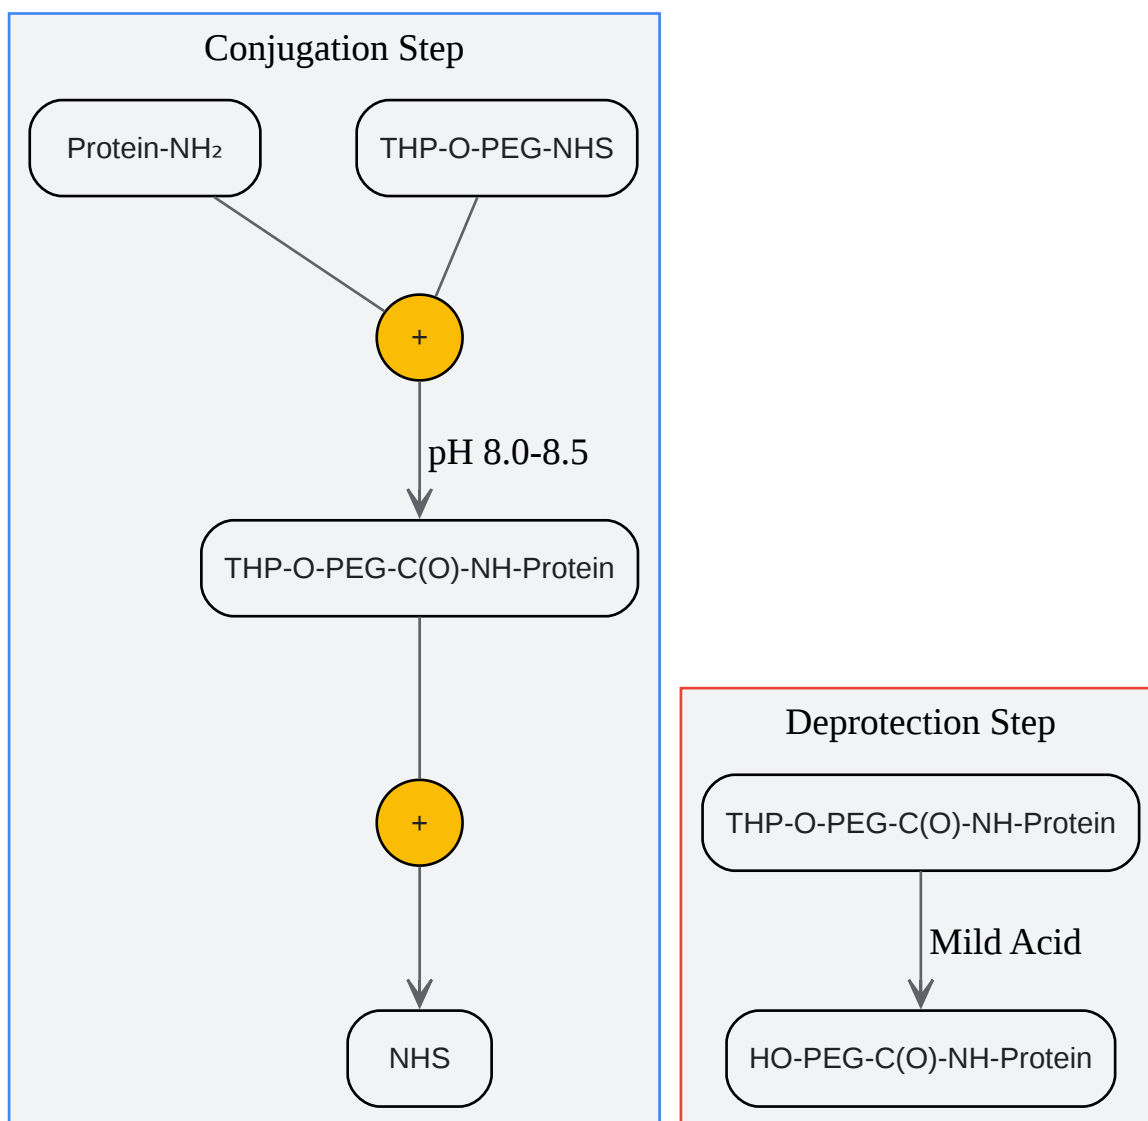 Conjugation Step
Protein-NH₂
THP-O-PEG-NHS
+
pH 8.0-8.5
THP-O-PEG-C(O)-NH-Protein
+
NHS
Deprotection Step
THP-O-PEG-C(O)-NH-Protein
Mild Acid
HO-PEG-C(O)-NH-Protein